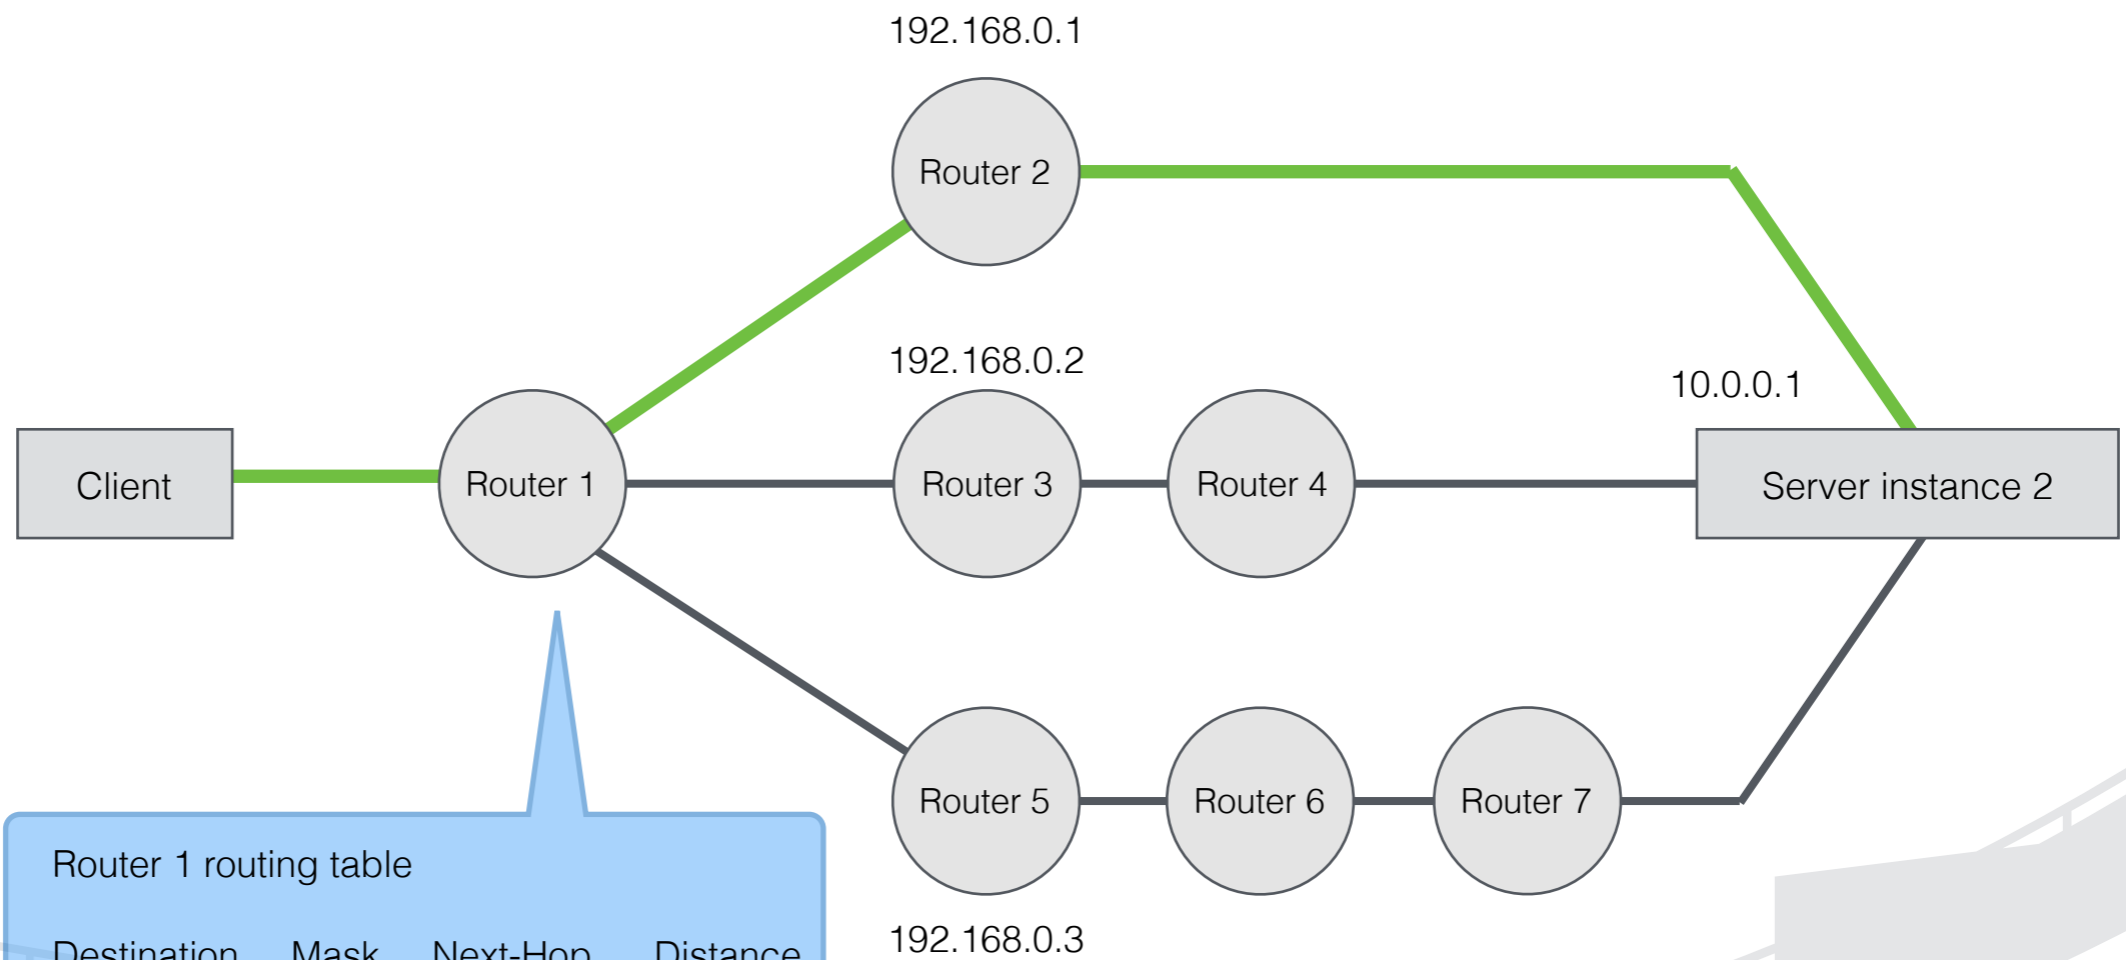 192.168.0.1
Router 2
192.168.0.2
10.0.0.1
Client
Router 1
Router 3
Router 4
Server instance 2
Router 5
Router 6
Router 7
192.168.0.3
Router 1 routing table
Destination Mask Next-Hop Distance